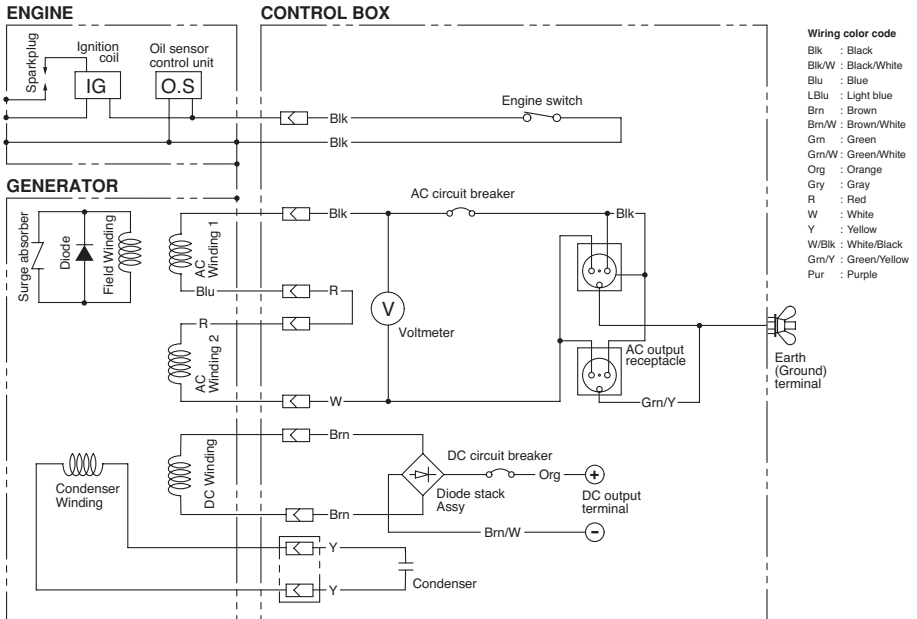 ENGINE
CONTROL BOX
Sparkplug
Ignition
coil
IG
Oil sensor
control unit
O.S
Blk
Engine switch
Blk
GENERATOR
Surge absorber
Diode
Field Winding
AC
Winding 1
Blk
AC circuit breaker
Blk
Blu
R
R
V
Voltmeter
AC
Winding 2
W
AC output
receptacle
Grn/Y
Earth
(Ground)
terminal
Condenser
Winding
DC Winding
Brn
DC circuit breaker
Diode stack
Assy
Org
+
DC output
terminal
Brn
Brn/W
−
Y
Y
Condenser
Wiring color code
Blk : Black
Blk/W : Black/White
Blu : Blue
LBlu : Light blue
Brn : Brown
Brn/W : Brown/White
Grn : Green
Grn/W : Green/White
Org : Orange
Gry : Gray
R : Red
W : White
Y : Yellow
W/Blk : White/Black
Grn/Y : Green/Yellow
Pur : Purple